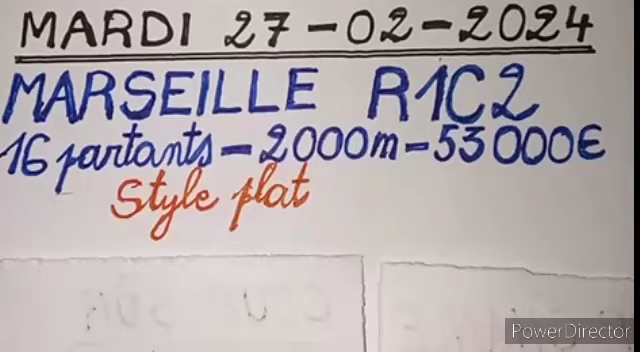 MARDI 27-02-2024
MARSEILLE R1C2
16 partants-2000m-53000€
Style plat
PowerDirector